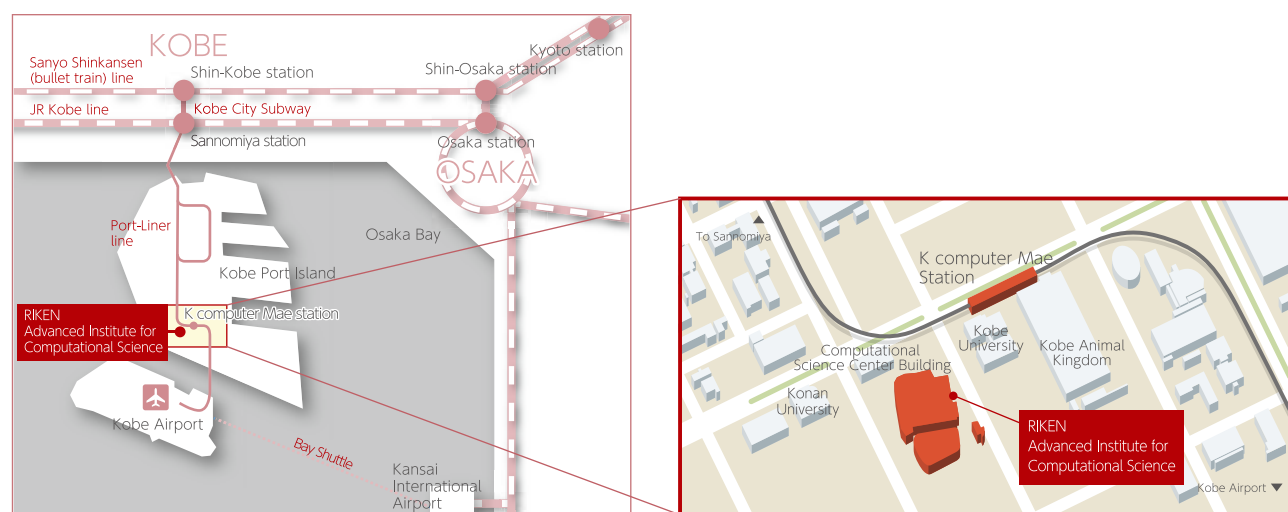 KOBE
Kyoto station
Sanyo Shinkansen
(bullet train) line
Shin-Kobe station
Shin-Osaka station
JR Kobe line
Kobe City Subway
Sannomiya station
Osaka station
OSAKA
Port-Liner
line
Osaka Bay
Kobe Port Island
K computer Mae station
RIKEN
Advanced Institute for
Computational Science
Kobe Airport
Bay Shuttle
Kansai
International
Airport
To Sannomiya
K computer Mae
Station
Kobe
University
Kobe Animal
Kingdom
Computational
Science Center Building
Konan
University
RIKEN
Advanced Institute for
Computational Science
Kobe Airport